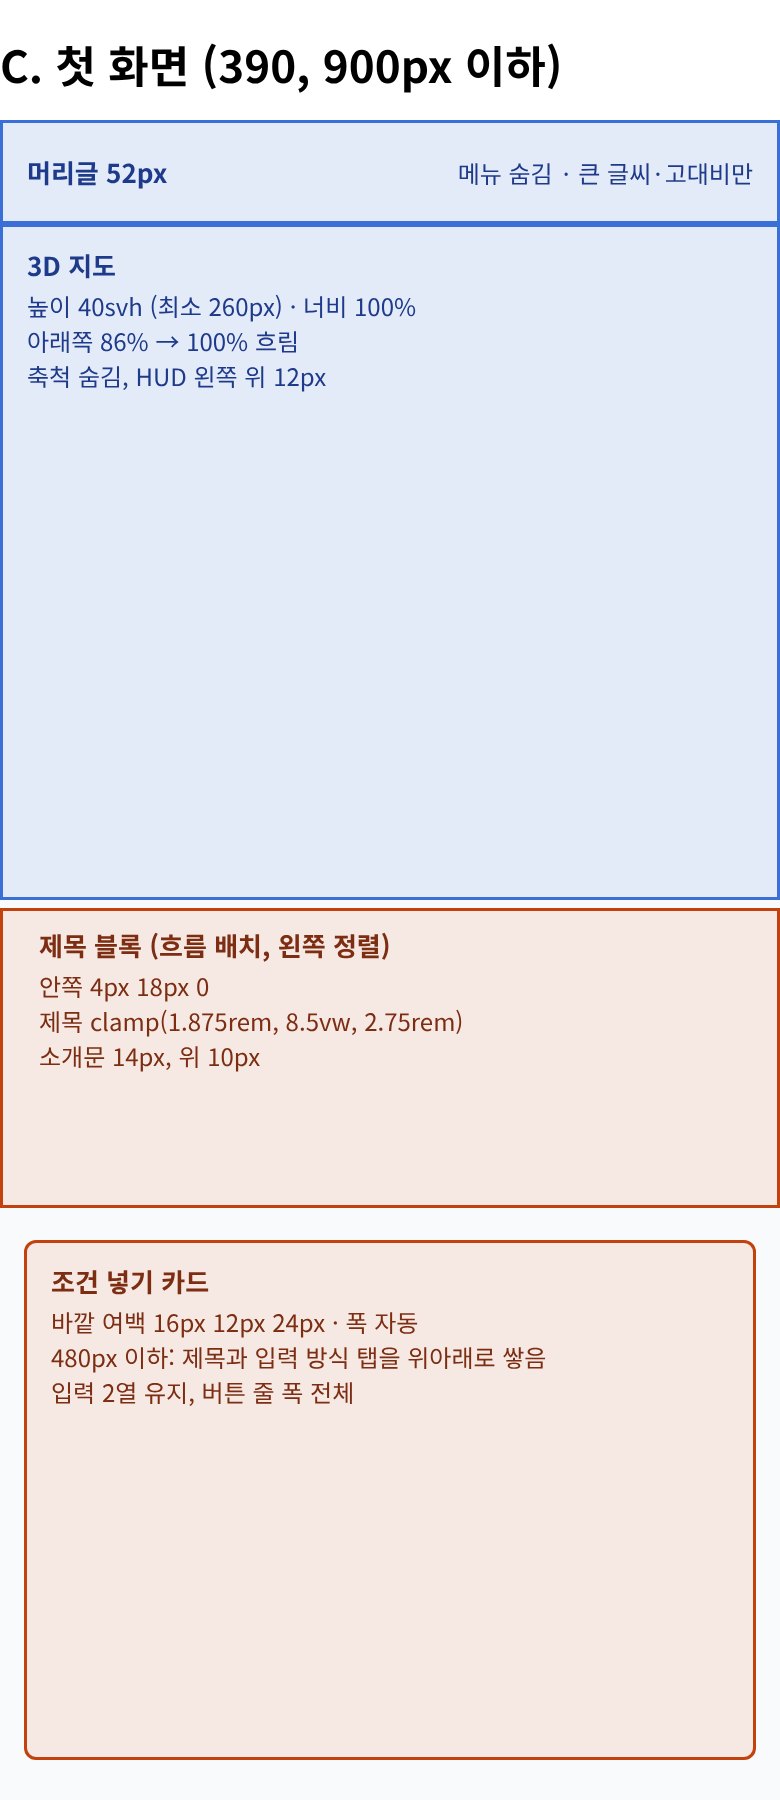 C. 첫 화면 (390, 900px 이하)
머리글 52px
메뉴 숨김 · 큰 글씨·고대비만
3D 지도
높이 40svh (최소 260px) · 너비 100%
아래쪽 86% → 100% 흐림
축척 숨김, HUD 왼쪽 위 12px
제목 블록 (흐름 배치, 왼쪽 정렬)
안쪽 4px 18px 0
제목 clamp(1.875rem, 8.5vw, 2.75rem)
소개문 14px, 위 10px
조건 넣기 카드
바깥 여백 16px 12px 24px · 폭 자동
480px 이하: 제목과 입력 방식 탭을 위아래로 쌓음
입력 2열 유지, 버튼 줄 폭 전체